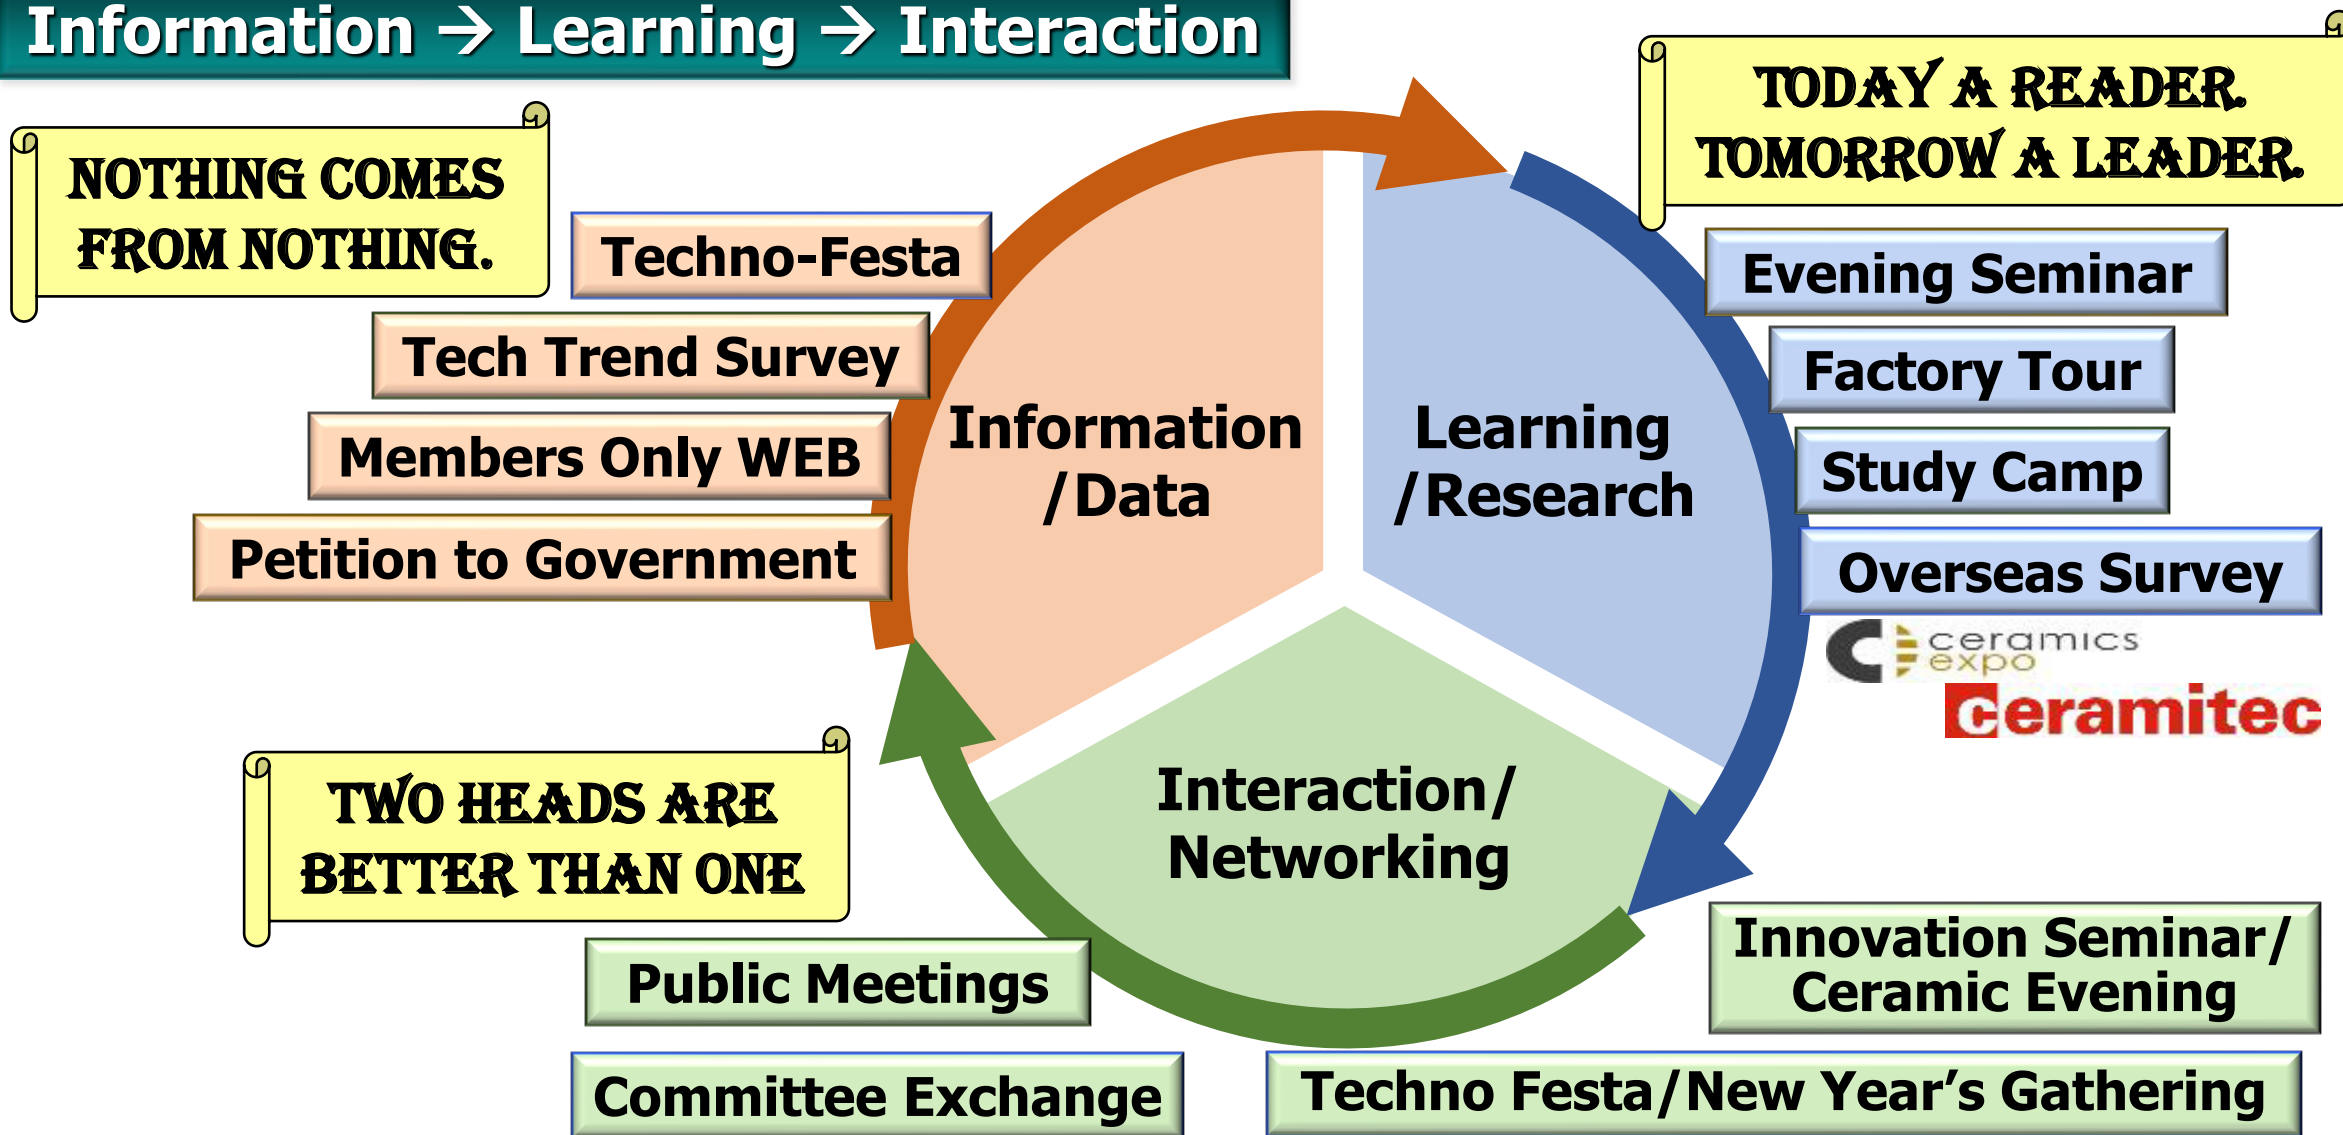 Information → Learning → Interaction
NOTHING COMES
FROM NOTHING.
TODAY A READER.
TOMORROW A LEADER.
Techno-Festa
Tech Trend Survey
Members Only WEB
Petition to Government
Information
/Data
Learning
/Research
Evening Seminar
Factory Tour
Study Camp
Overseas Survey
ceramics
expo
ceramitec
TWO HEADS ARE
BETTER THAN ONE
Interaction/
Networking
Public Meetings
Committee Exchange
Innovation Seminar/
Ceramic Evening
Techno Festa/New Year’s Gathering